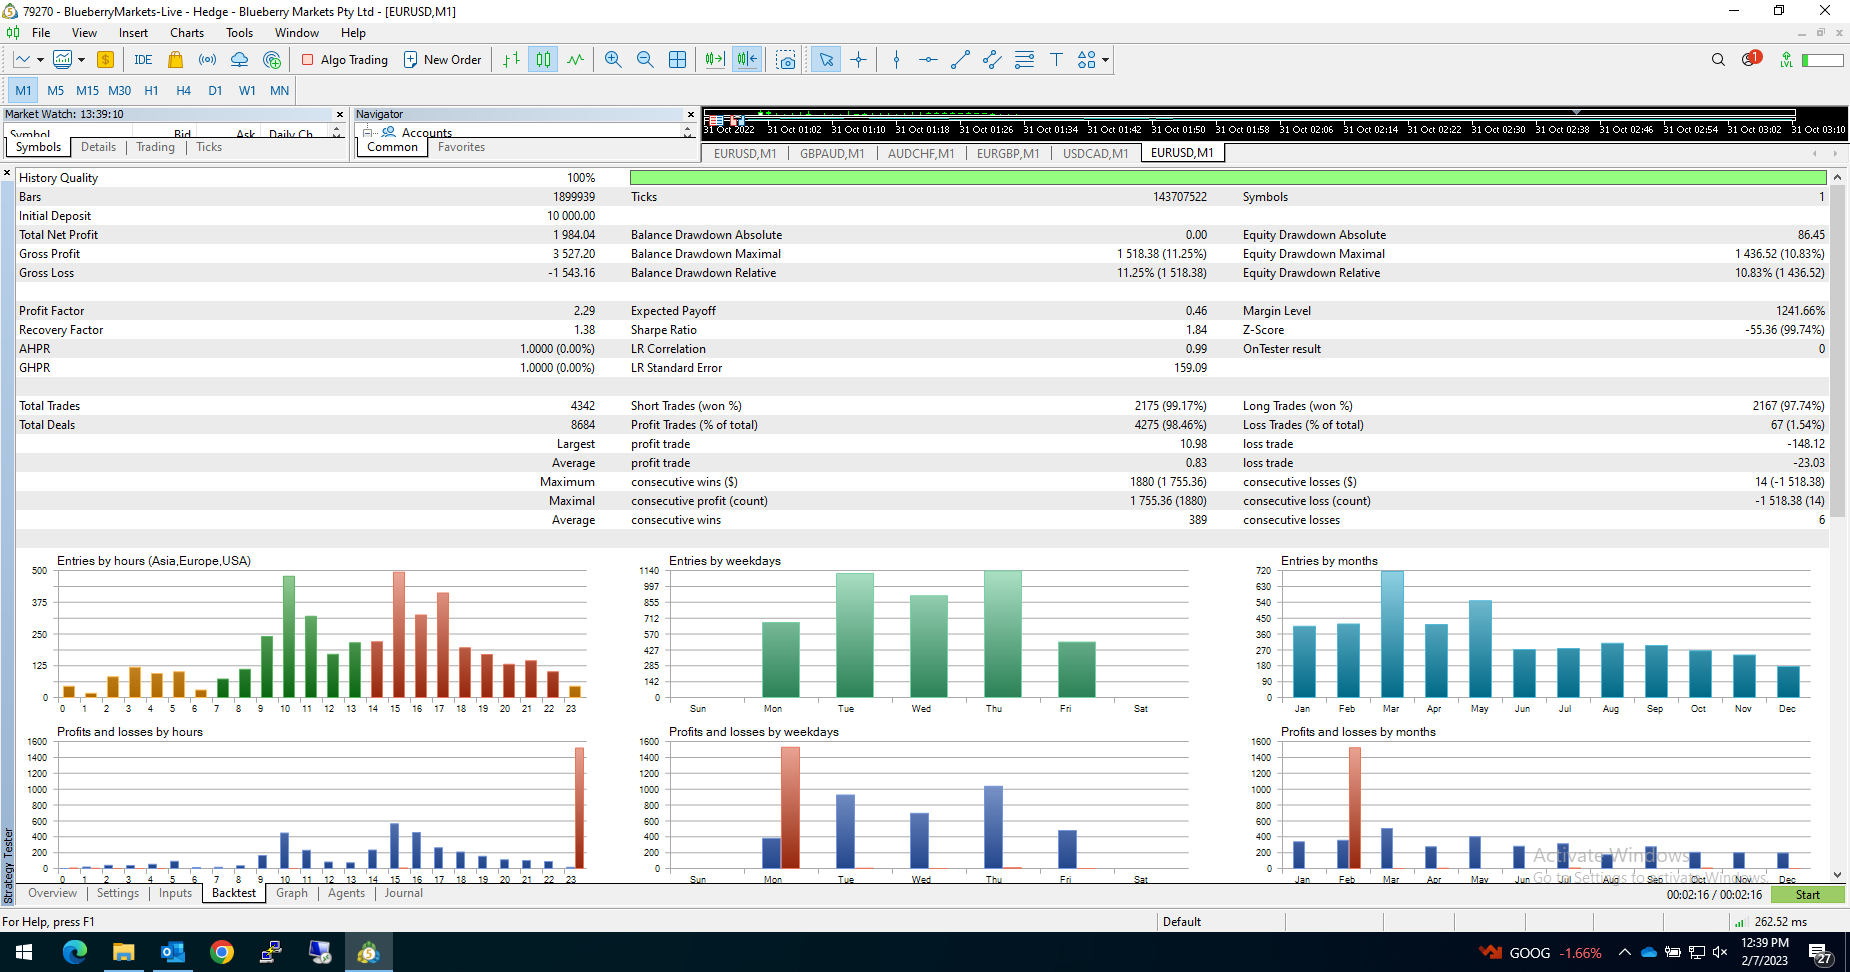 79270 - BlueberryMarkets-Live - Hedge - Blueberry Markets Pty Ltd - [EURUSD,M1]
File View Insert Charts Tools Window Help
IDE Algo Trading New Order
M1 M5 M15 M30 H1 H4 D1 W1 MN
Market Watch: 13:39:10
Symbol Bid Ask Daily Ch...
Symbols Details Trading Ticks
Navigator
Accounts
Common Favorites
31 Oct 2022 31 Oct 01:02 31 Oct 01:10 31 Oct 01:18 31 Oct 01:26 31 Oct 01:34 31 Oct 01:42 31 Oct 01:50 31 Oct 01:58 31 Oct 02:06 31 Oct 02:14 31 Oct 02:22 31 Oct 02:30 31 Oct 02:38 31 Oct 02:46 31 Oct 02:54 31 Oct 03:02 31 Oct 03:10
EURUSD,M1 GBPAUD,M1 AUDCHF,M1 EURGBP,M1 USDCAD,M1 EURUSD,M1
History Quality 100%
Bars 1899939 Ticks 143707522 Symbols 1
Initial Deposit 10 000.00
Total Net Profit 1 984.04 Balance Drawdown Absolute 0.00 Equity Drawdown Absolute 86.45
Gross Profit 3 527.20 Balance Drawdown Maximal 1 518.38 (11.25%) Equity Drawdown Maximal 1 436.52 (10.83%)
Gross Loss -1 543.16 Balance Drawdown Relative 11.25% (1 518.38) Equity Drawdown Relative 10.83% (1 436.52)
Profit Factor 2.29 Expected Payoff 0.46 Margin Level 1241.66%
Recovery Factor 1.38 Sharpe Ratio 1.84 Z-Score -55.36 (99.74%)
AHPR 1.0000 (0.00%) LR Correlation 0.99 OnTester result 0
GHPR 1.0000 (0.00%) LR Standard Error 159.09
Total Trades 4342 Short Trades (won %) 2175 (99.17%) Long Trades (won %) 2167 (97.74%)
Total Deals 8684 Profit Trades (% of total) 4275 (98.46%) Loss Trades (% of total) 67 (1.54%)
Largest profit trade 10.98 loss trade -148.12
Average profit trade 0.83 loss trade -23.03
Maximum consecutive wins ($) 1880 (1 755.36) consecutive losses ($) 14 (-1 518.38)
Maximal consecutive profit (count) 1 755.36 (1880) consecutive loss (count) -1 518.38 (14)
Average consecutive wins 389 consecutive losses 6
Entries by hours (Asia,Europe,USA)
500
375
250
125
0
0 1 2 3 4 5 6 7 8 9 10 11 12 13 14 15 16 17 18 19 20 21 22 23
Entries by weekdays
1140
997
855
712
570
427
285
142
0
Sun Mon Tue Wed Thu Fri Sat
Entries by months
720
630
540
450
360
270
180
90
0
Jan Feb Mar Apr May Jun Jul Aug Sep Oct Nov Dec
Profits and losses by hours
1600
1400
1200
1000
800
600
400
200
0
0 1 2 3 4 5 6 7 8 9 10 11 12 13 14 15 16 17 18 19 20 21 22 23
Profits and losses by weekdays
1600
1400
1200
1000
800
600
400
200
0
Sun Mon Tue Wed Thu Fri Sat
Profits and losses by months
1600
1400
1200
1000
800
600
400
200
0
Jan Feb Mar Apr May Jun Jul Aug Sep Oct Nov Dec
Activate Windows
Go to Settings to activate Windows.
Strategy Tester
Overview Settings Inputs Backtest Graph Agents Journal
00:02:16 / 00:02:16 Start
For Help, press F1 Default 262.52 ms
GOOG -1.66%
12:39 PM
2/7/2023
27
1
LVL